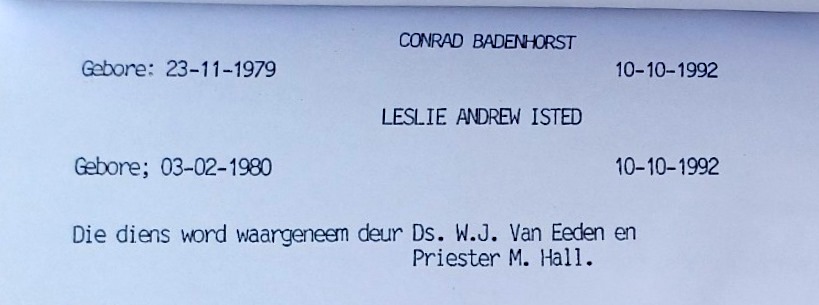 CONRAD BADENHORST
Gebore: 23-11-1979 10-10-1992
LESLIE ANDREW ISTED
Gebore; 03-02-1980 10-10-1992
Die diens word waargeneem deur Ds. W.J. Van Eeden en
Priester M. Hall.